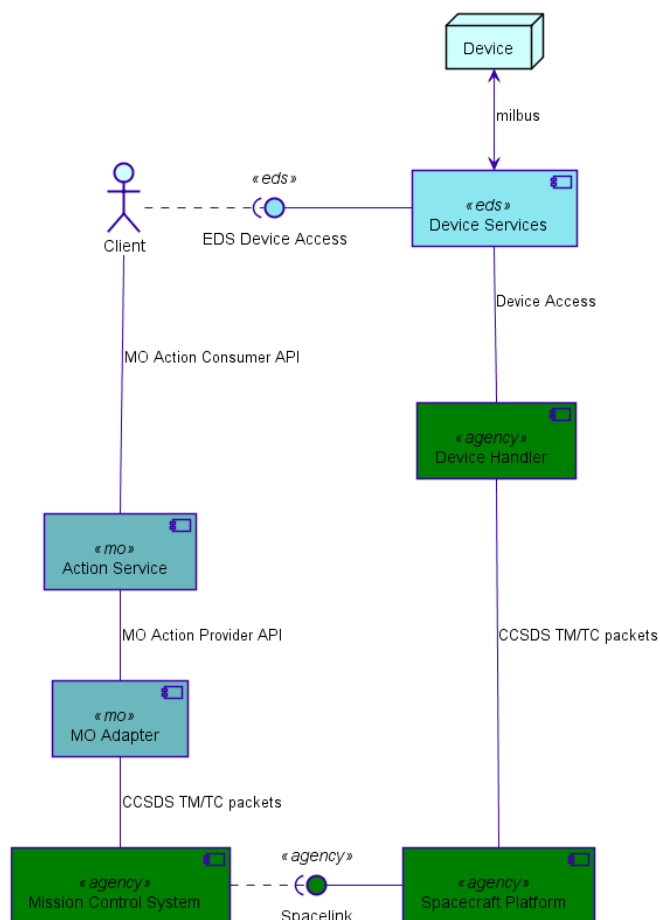 Device
milbus
«eds»
EDS Device Access
«eds»
Device Services
Client
Device Access
MO Action Consumer API
«agency»
Device Handler
«mo»
Action Service
MO Action Provider API
CCSDS TM/TC packets
«mo»
MO Adapter
CCSDS TM/TC packets
«agency»
Mission Control System
«agency»
Spacelink
«agency»
Spacecraft Platform